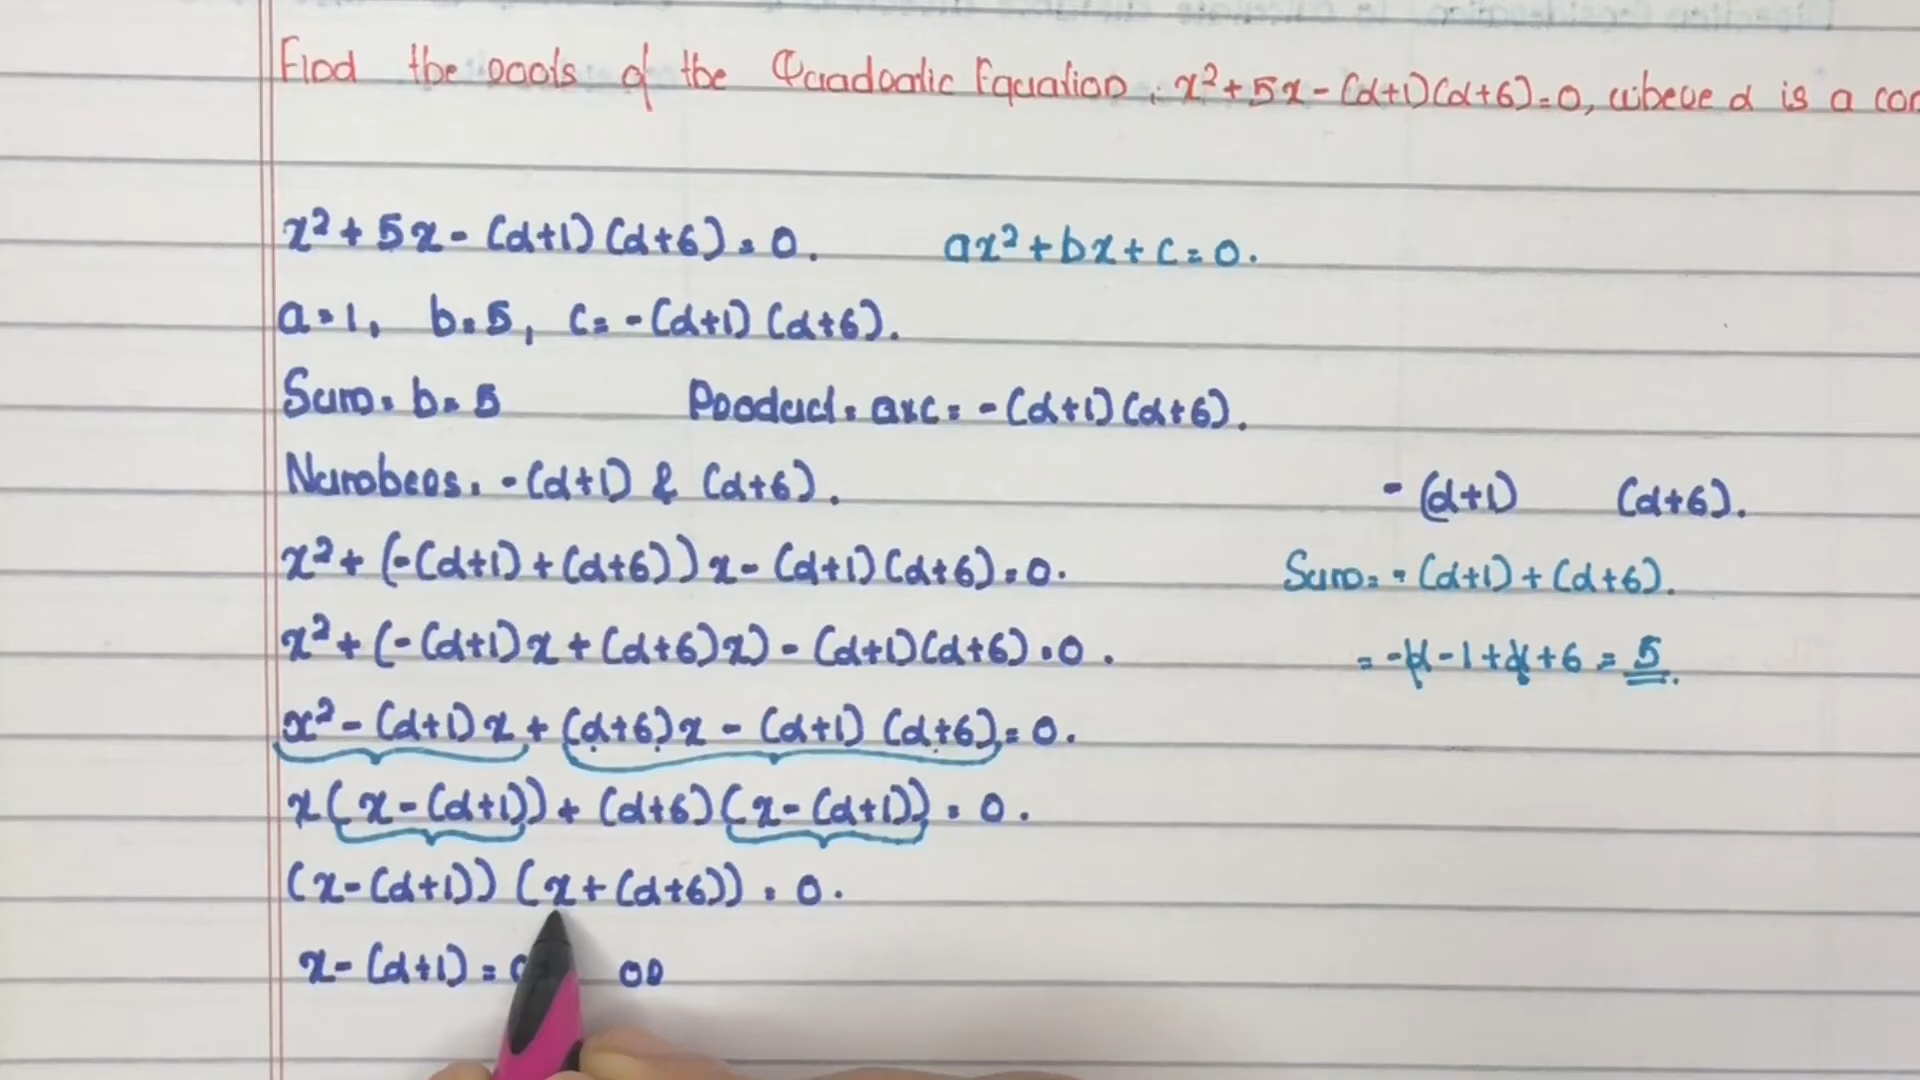 Find the roots of the Quadratic Equation, x²+5x-(α+1)(α+6)=0, where α is a con
x²+5x-(α+1)(α+6)=0. ax²+bx+c=0.
a=1, b=5, c=-(α+1)(α+6).
Sum=b=5 Product=a×c=-(α+1)(α+6).
Numbers=-(α+1) & (α+6). -(α+1) (α+6).
x²+(-(α+1)+(α+6))x-(α+1)(α+6)=0. Sum=-(α+1)+(α+6).
x²+(-(α+1)x+(α+6)x)-(α+1)(α+6)=0. =-α-1+α+6=5.
x²-(α+1)x+(α+6)x-(α+1)(α+6)=0.
x(x-(α+1))+(α+6)(x-(α+1))=0.
(x-(α+1))(x+(α+6))=0.
x-(α+1)=0 or